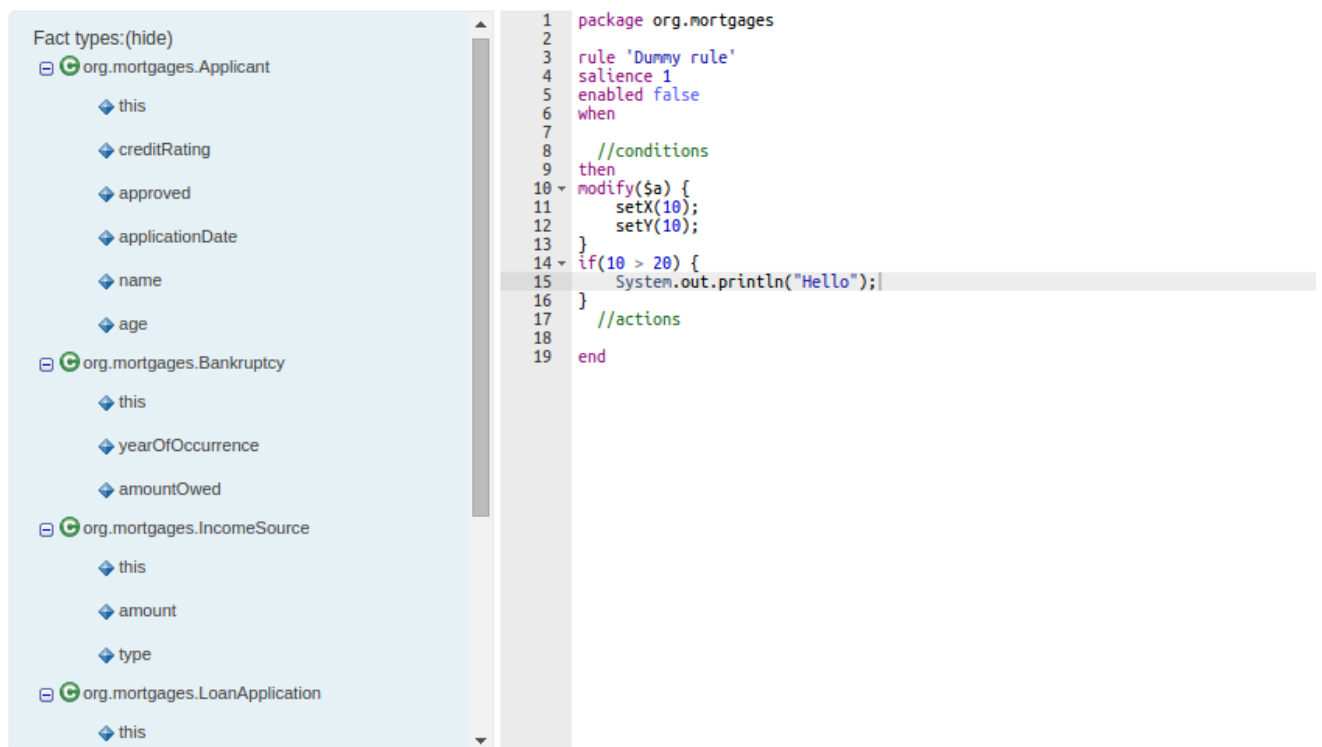 Fact types:(hide)
org.mortgages.Applicant
this
creditRating
approved
applicationDate
name
age
org.mortgages.Bankruptcy
this
yearOfOccurrence
amountOwed
org.mortgages.IncomeSource
this
amount
type
org.mortgages.LoanApplication
this
1 package org.mortgages
2
3 rule 'Dummy rule'
4 salience 1
5 enabled false
6 when
7
8   //conditions
9 then
10 modify($a) {
11     setX(10);
12     setY(10);
13 }
14 if(10 > 20) {
15     System.out.println("Hello");
16 }
17   //actions
18
19 end